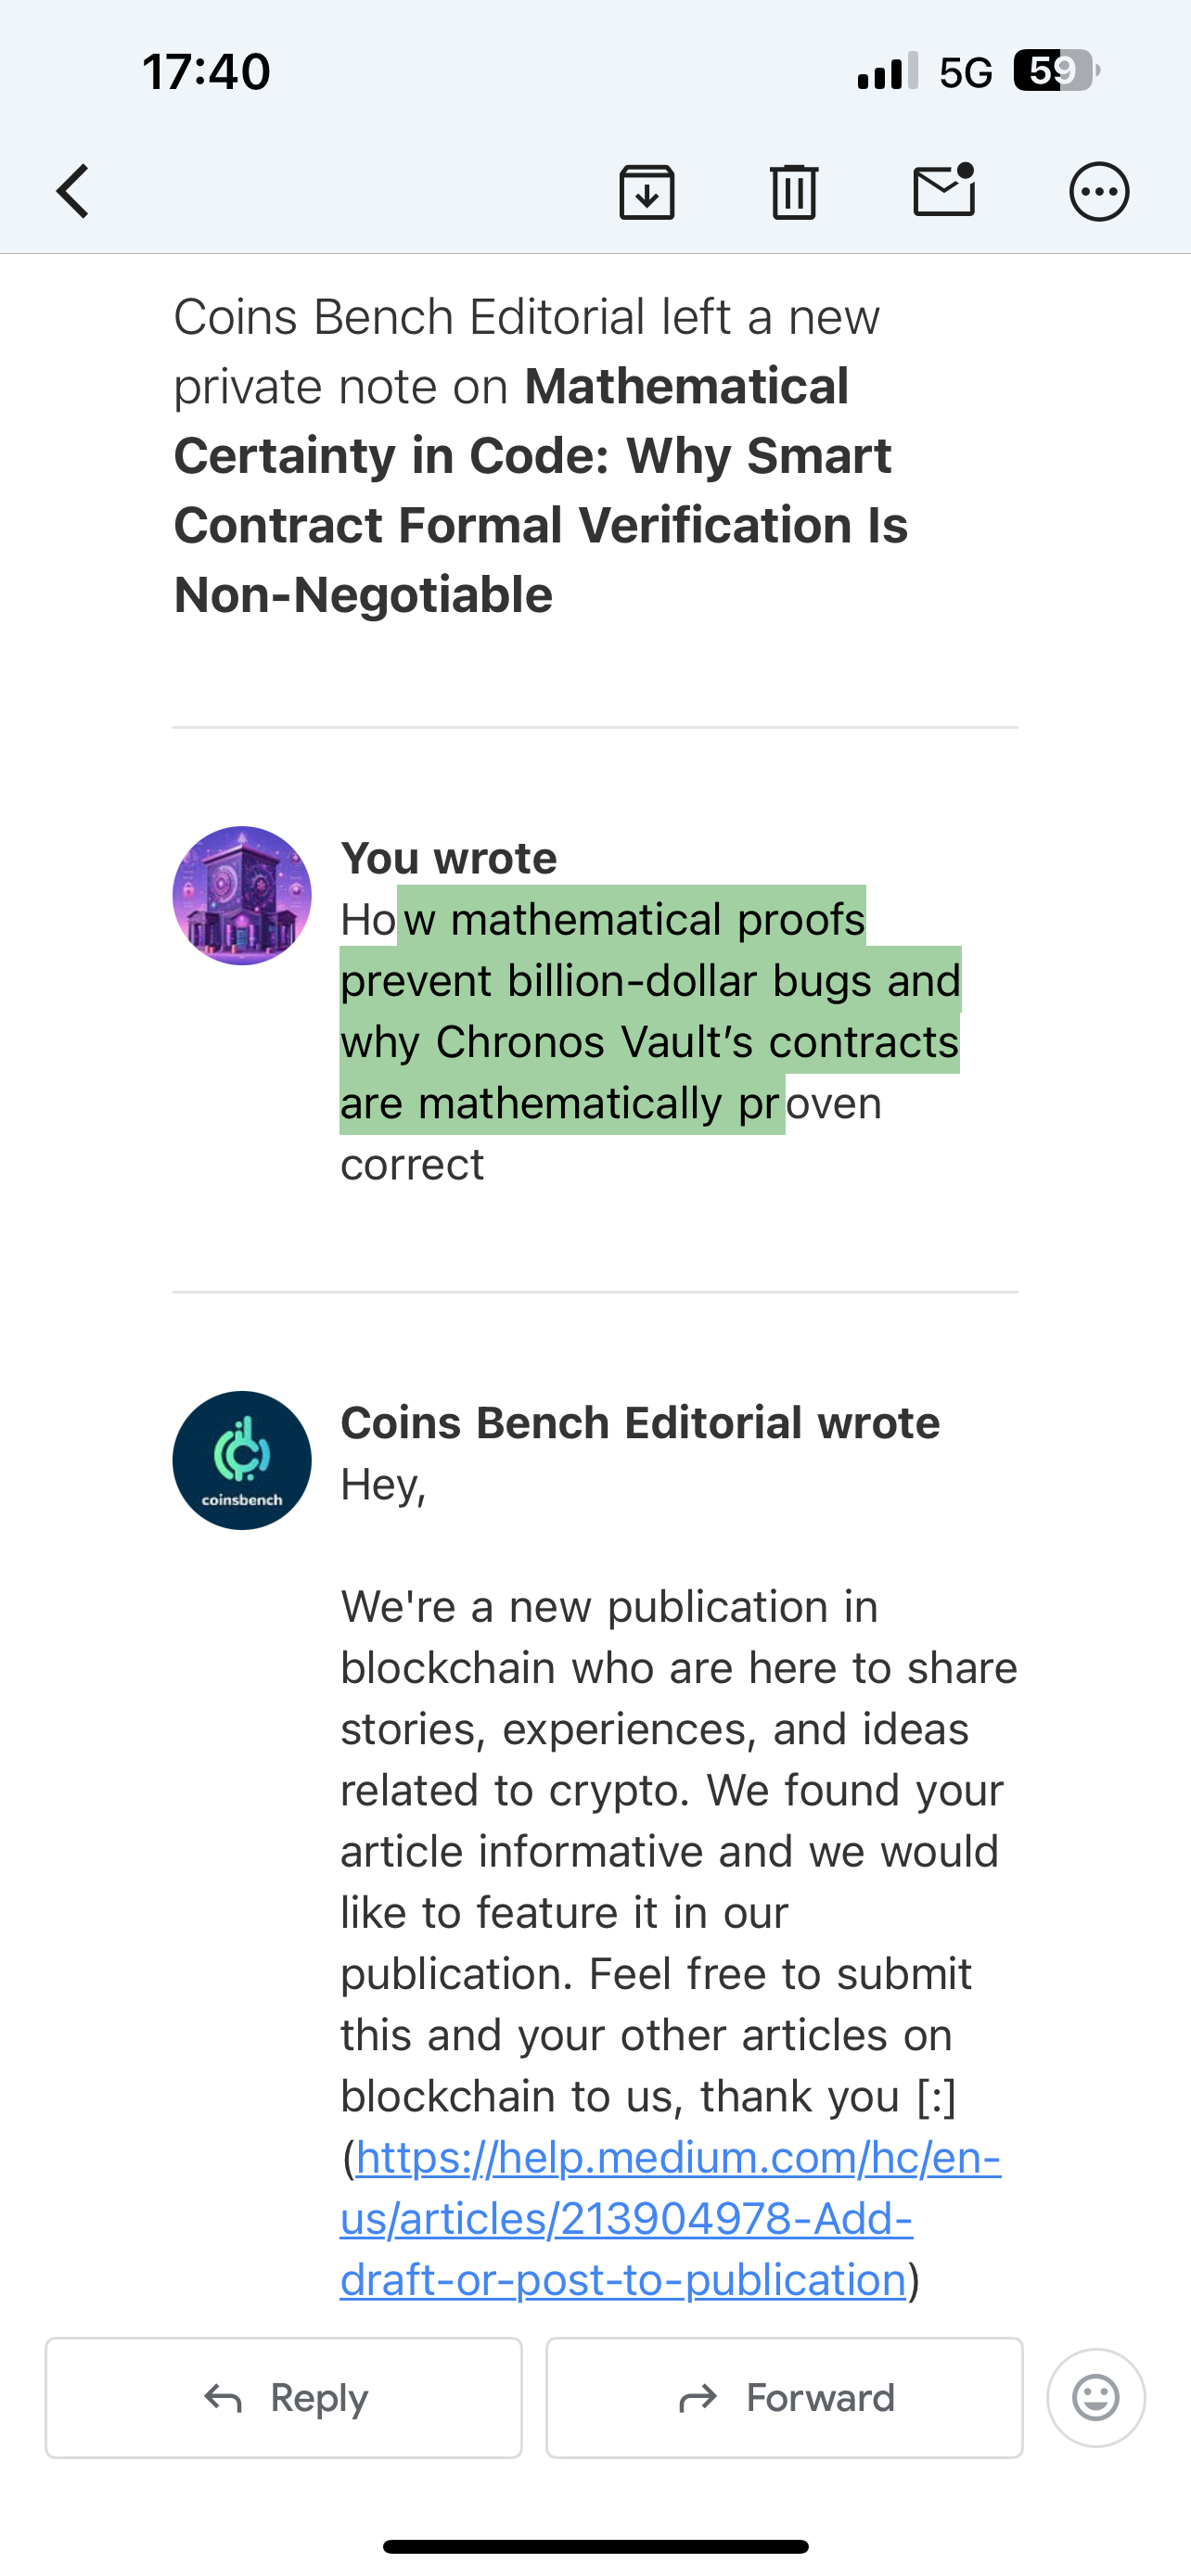 17:40
5G
59
Coins Bench Editorial left a new
private note on Mathematical
Certainty in Code: Why Smart
Contract Formal Verification Is
Non-Negotiable
You wrote
How mathematical proofs
prevent billion-dollar bugs and
why Chronos Vault’s contracts
are mathematically proven
correct
coinsbench
Coins Bench Editorial wrote
Hey,
We're a new publication in
blockchain who are here to share
stories, experiences, and ideas
related to crypto. We found your
article informative and we would
like to feature it in our
publication. Feel free to submit
this and your other articles on
blockchain to us, thank you [:]
(https://help.medium.com/hc/en-
us/articles/213904978-Add-
draft-or-post-to-publication)
Reply
Forward